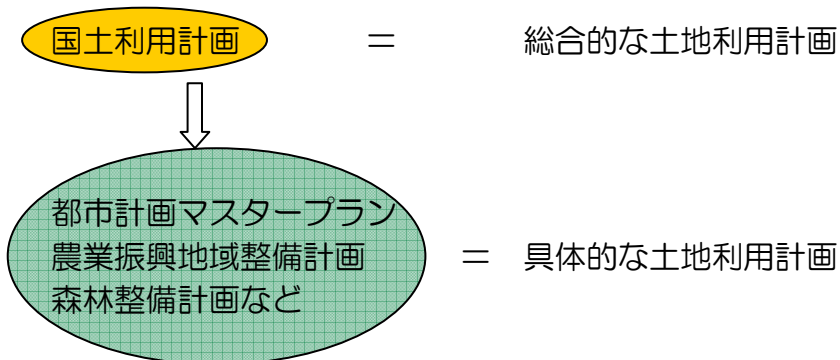 国土利用計画 ＝ 総合的な土地利用計画
都市計画マスタープラン
農業振興地域整備計画 ＝ 具体的な土地利用計画
森林整備計画など